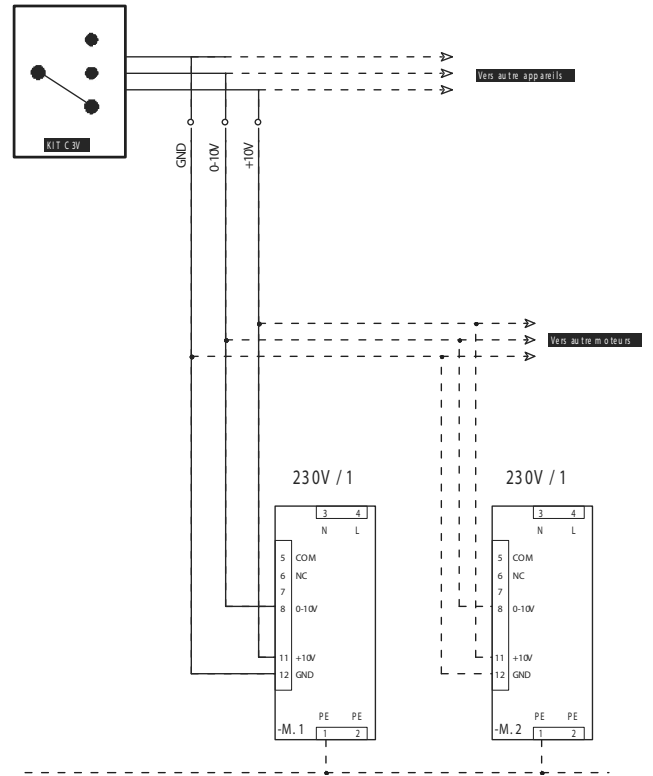 Vers autre appareils
KIT C3V
GND
0-10V
+10V
Vers autre moteurs
230V / 1
3 4
N L
5 COM
6 NC
7
8 0-10V
11 +10V
12 GND
-M.1
PE PE
1 2
230V / 1
3 4
N L
5 COM
6 NC
7
8 0-10V
11 +10V
12 GND
-M.2
PE PE
1 2